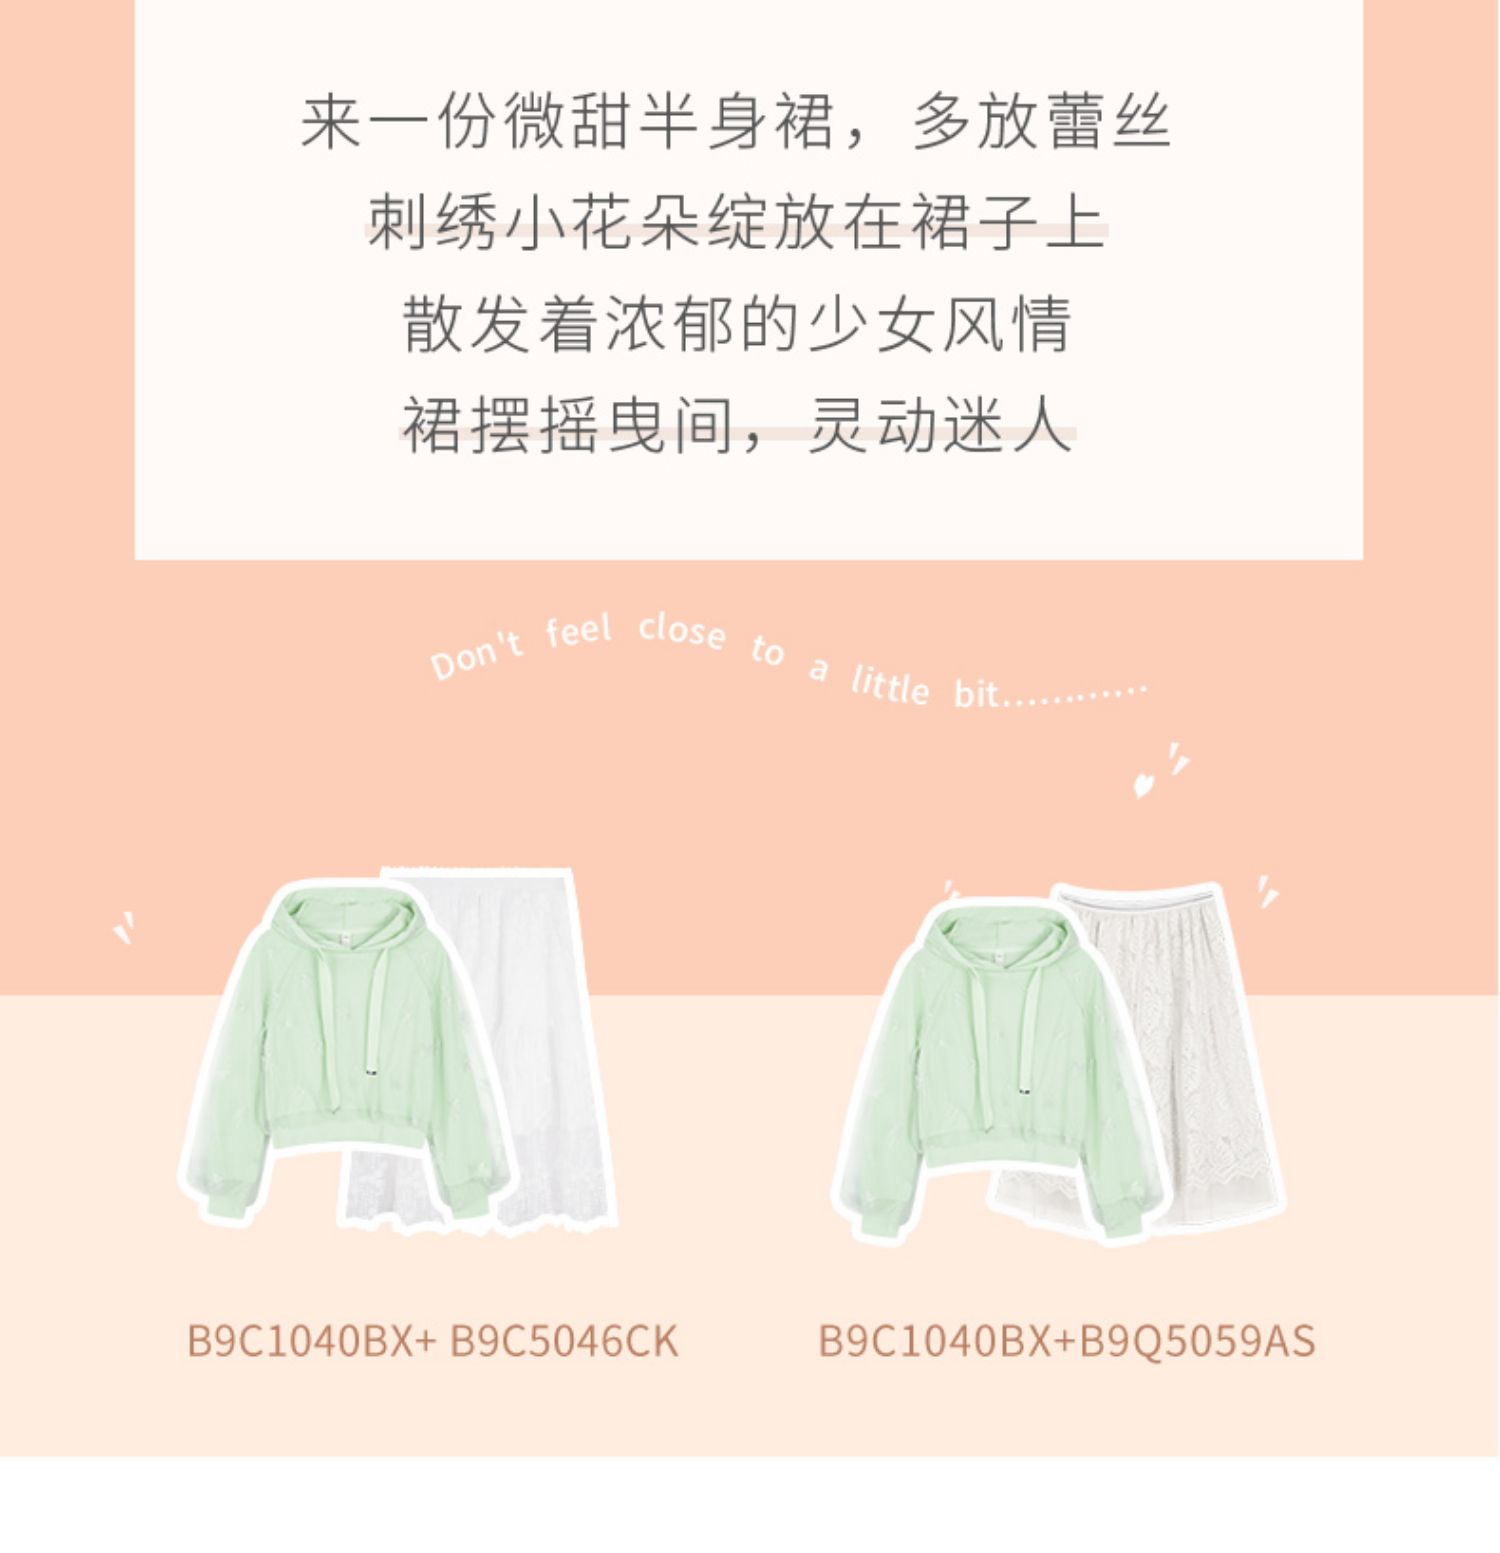 来一份微甜半身裙，多放蕾丝
刺绣小花朵绽放在裙子上
散发着浓郁的少女风情
裙摆摇曳间，灵动迷人
Don't feel close to a little bit............
B9C1040BX+ B9C5046CK
B9C1040BX+B9Q5059AS